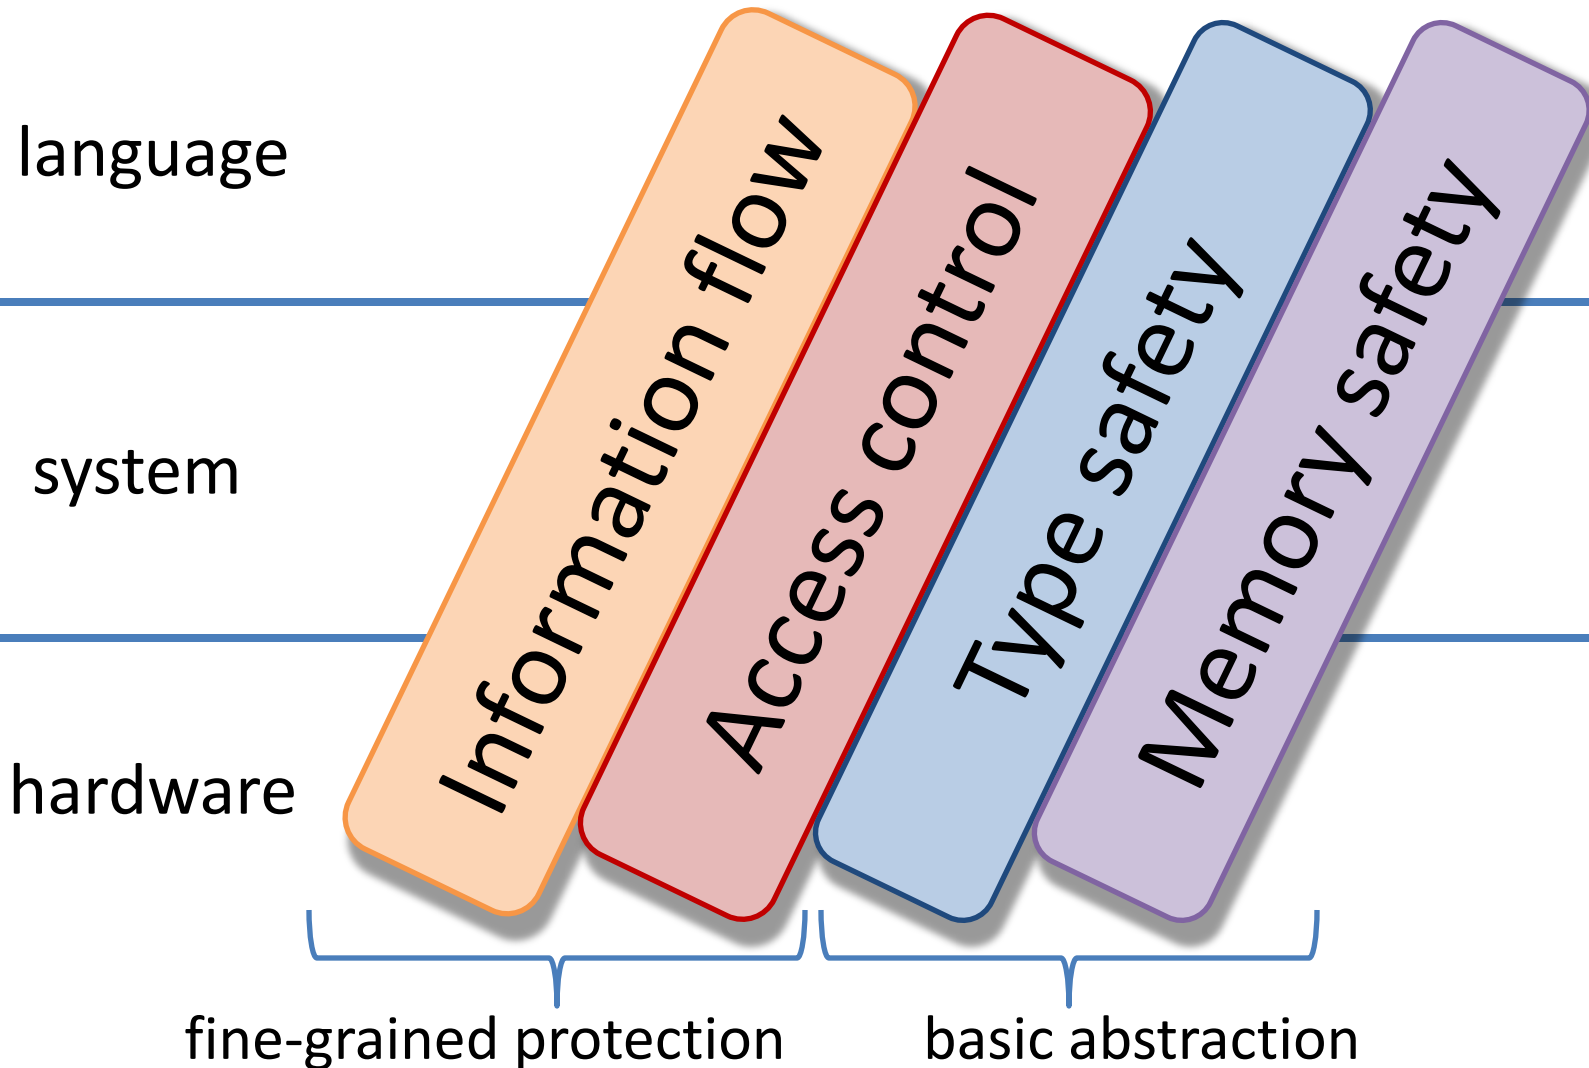 language
system
hardware
Information flow
Access control
Type safety
Memory safety
fine-grained protection
basic abstraction